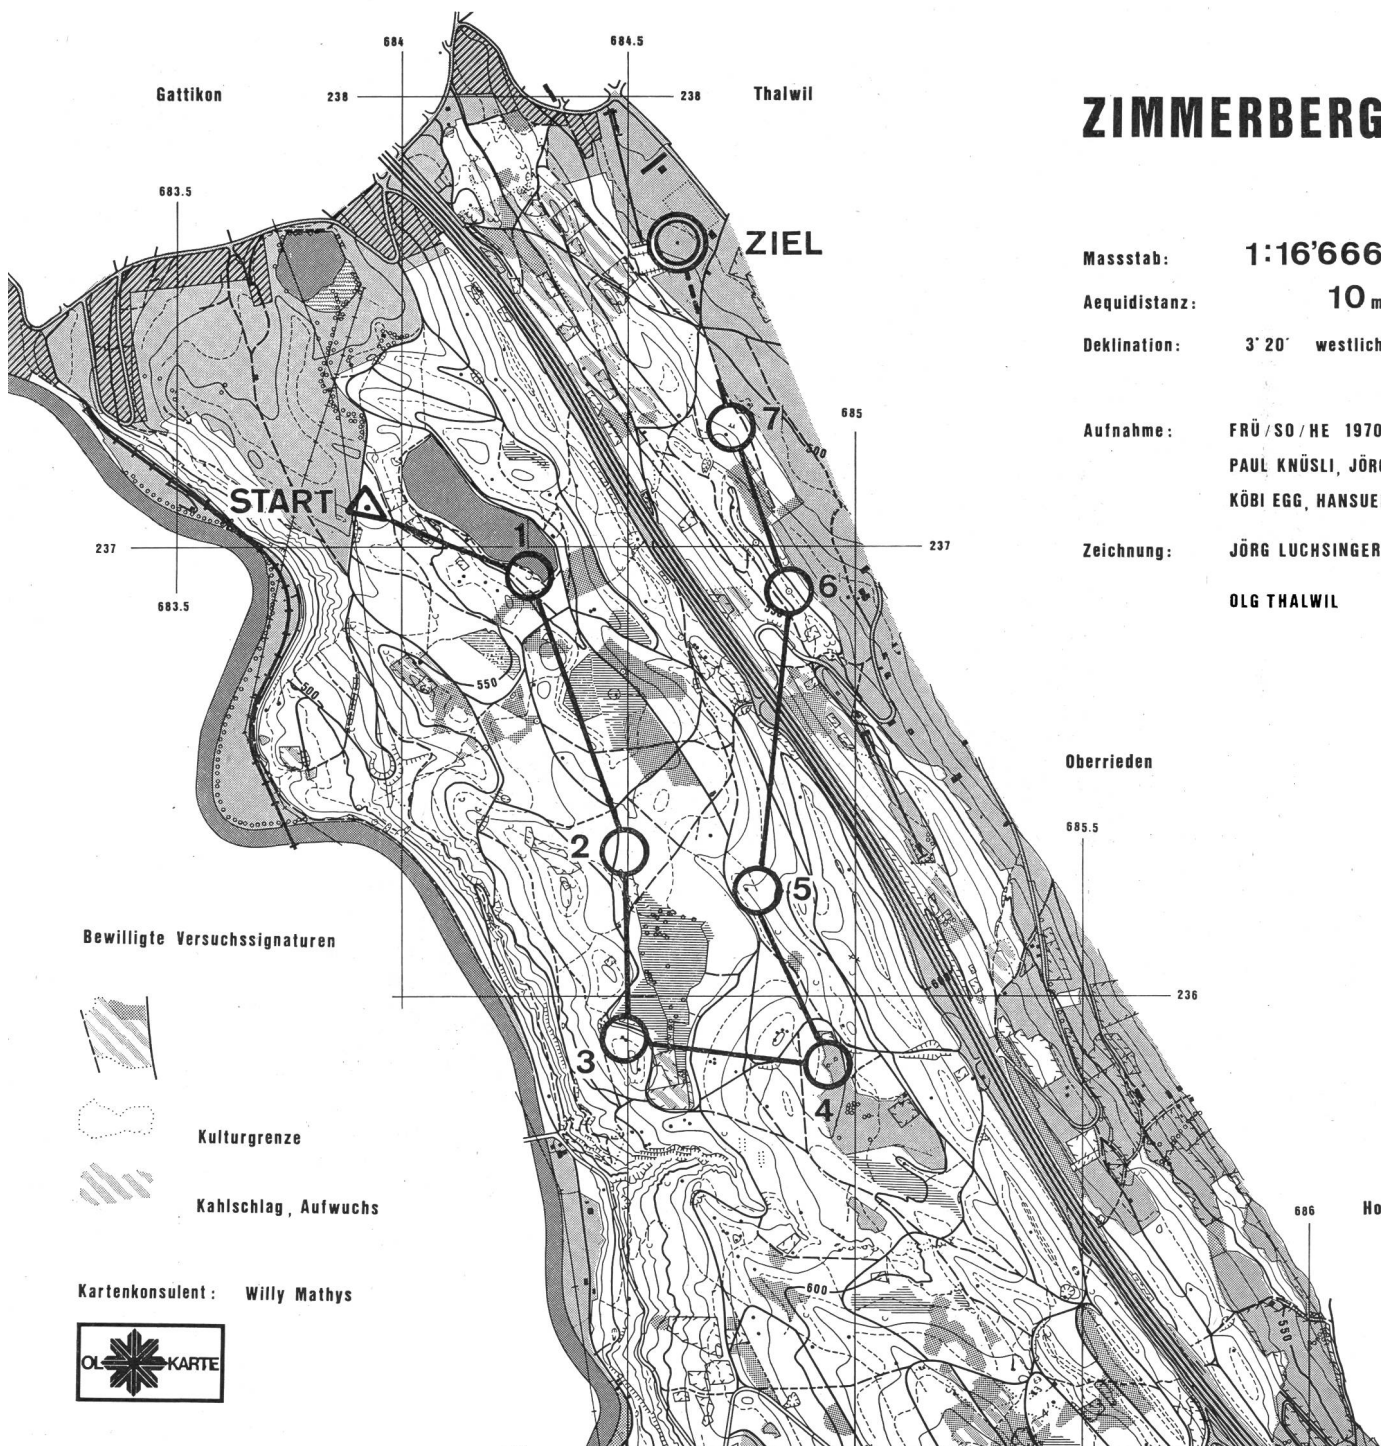 684
684.5
Gattikon
238
238
Thalwil
ZIMMERBERG
683.5
ZIEL
Massstab: 1:16'666
Aequidistanz: 10 m
Deklination: 3° 20' westlich
7
685
Aufnahme: FRÜ/SO/HE 1970
500
PAUL KNÜSLI, JÖRG
START
KÖBI EGG, HANSUE
1
237
237
Zeichnung: JÖRG LUCHSINGER
6
683.5
OLG THALWIL
550
500
Oberrieden
685.5
2
5
Bewilligte Versuchssignaturen
600
236
3
4
Kulturgrenze
Kahlschlag, Aufwuchs
686
Ho
Kartenkonsulent: Willy Mathys
600
550
OL KARTE